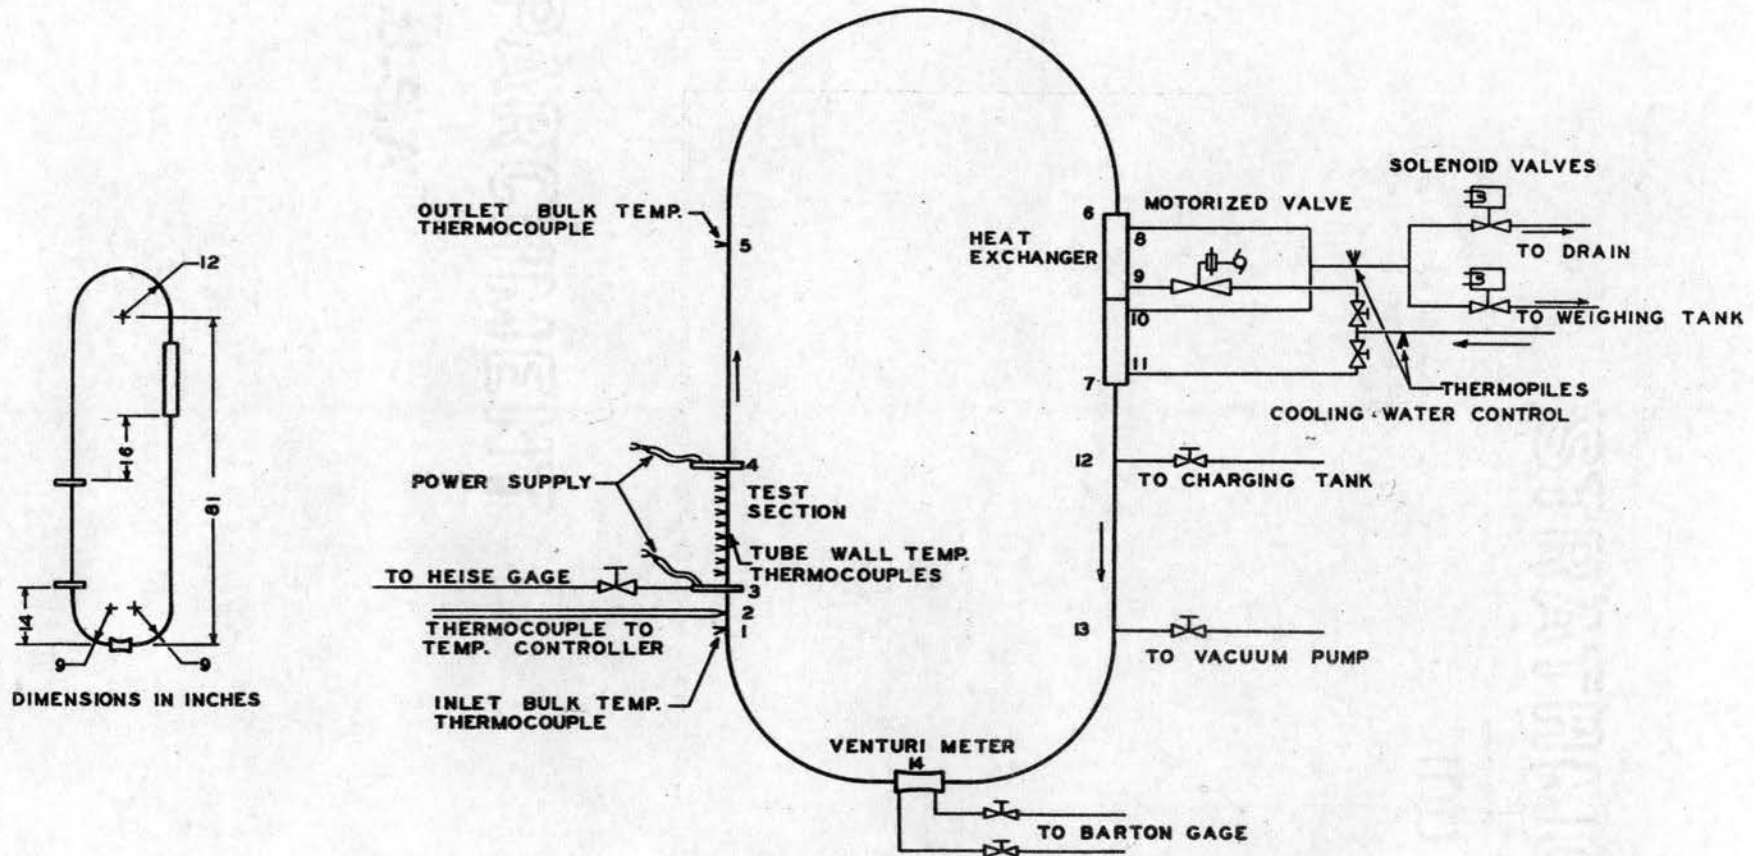 12
16
81
14
9
9
DIMENSIONS IN INCHES
OUTLET BULK TEMP.
THERMOCOUPLE
5
POWER SUPPLY
4
TEST
SECTION
TUBE WALL TEMP.
THERMOCOUPLES
TO HEISE GAGE
3
2
THERMOCOUPLE TO
TEMP. CONTROLLER
1
INLET BULK TEMP.
THERMOCOUPLE
VENTURI METER
14
TO BARTON GAGE
6
HEAT
EXCHANGER
7
8
9
10
11
MOTORIZED VALVE
SOLENOID VALVES
TO DRAIN
TO WEIGHING TANK
THERMOPILES
COOLING-WATER CONTROL
12
TO CHARGING TANK
13
TO VACUUM PUMP